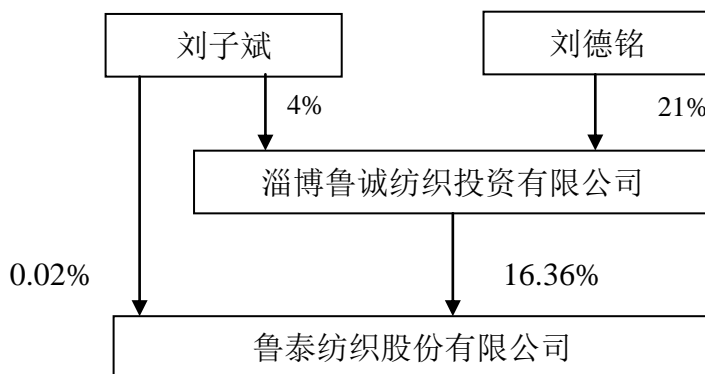 刘子斌
刘德铭
4%
21%
淄博鲁诚纺织投资有限公司
0.02%
16.36%
鲁泰纺织股份有限公司